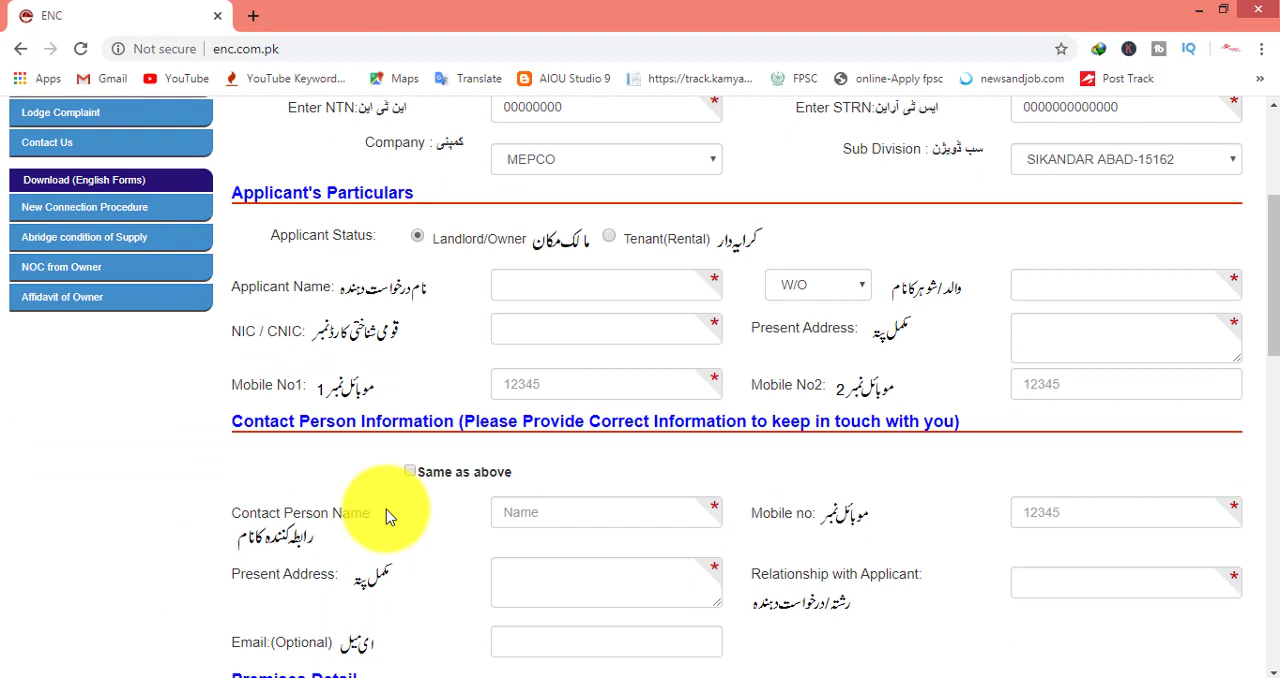 ENC
Not secure
enc.com.pk
Apps
Gmail
YouTube
YouTube Keyword...
Maps
Translate
AIOU Studio 9
https://track.kemya...
FPSC
online-Apply fpsc
newsandjob.com
Post Track
Lodge Complaint
Contact Us
Download (English Forms)
New Connection Procedure
Abridge condition of Supply
NOC from Owner
Affidavit of Owner
Enter NTN: این ٹی این
00000000 *
Enter STRN: ایس ٹی آراین
0000000000000 *
Company : کمپنی
MEPCO
Sub Division : سب ڈویژن
SIKANDAR ABAD-15162
Applicant's Particulars
Applicant Status:
Landlord/Owner مالک مکان
Tenant(Rental) کرایہ دار
Applicant Name: نام درخواست دہندہ
*
W/O
والد/شوہر کا نام
*
NIC / CNIC: قومی شناختی کارڈ نمبر
*
Present Address: مکمل پتہ
*
Mobile No1: موبائل نمبر 1
12345 *
Mobile No2: موبائل نمبر 2
12345
Contact Person Information (Please Provide Correct Information to keep in touch with you)
Same as above
Contact Person Name:
رابطہ کنندہ کا نام
Name *
Mobile no: موبائل نمبر
12345 *
Present Address: مکمل پتہ
*
Relationship with Applicant:
رشتہ/درخواست دہندہ
*
Email:(Optional) ای میل
Premises Detail